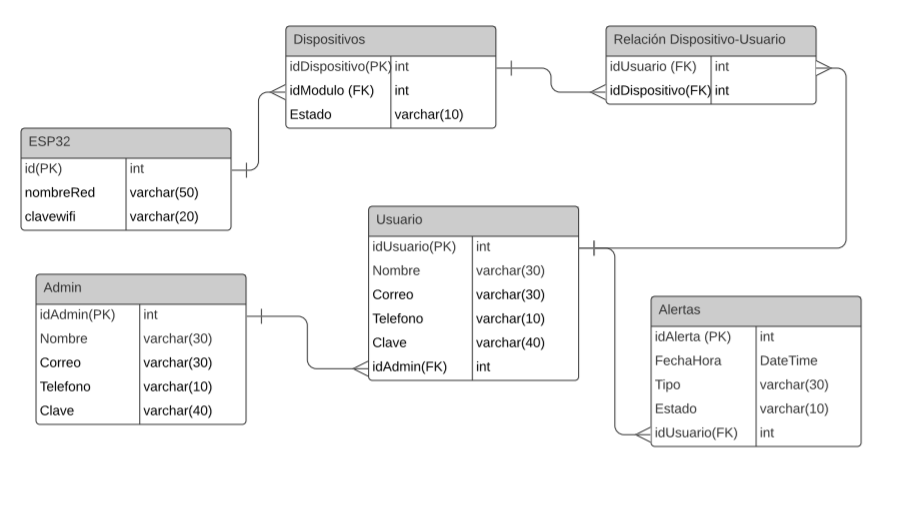 Dispositivos
idDispositivo(PK) int
idModulo (FK) int
Estado varchar(10)
Relación Dispositivo-Usuario
idUsuario (FK) int
idDispositivo(FK) int
ESP32
id(PK) int
nombreRed varchar(50)
clavewifi varchar(20)
Usuario
idUsuario(PK) int
Nombre varchar(30)
Correo varchar(30)
Telefono varchar(10)
Clave varchar(40)
idAdmin(FK) int
Admin
idAdmin(PK) int
Nombre varchar(30)
Correo varchar(30)
Telefono varchar(10)
Clave varchar(40)
Alertas
idAlerta (PK) int
FechaHora DateTime
Tipo varchar(30)
Estado varchar(10)
idUsuario(FK) int